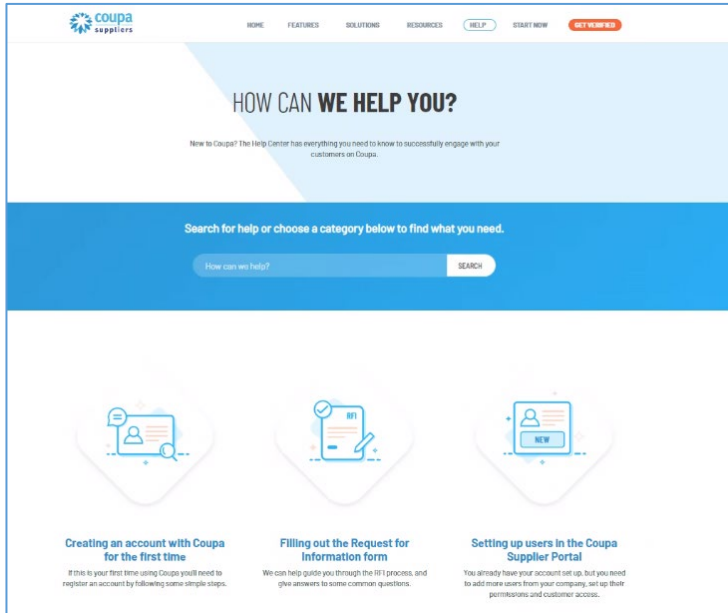 coupa
suppliers
HOME FEATURES SOLUTIONS RESOURCES HELP START NOW GET VERIFIED
HOW CAN WE HELP YOU?
New to Coupa? The Help Center has everything you need to know to successfully engage with your
customers on Coupa.
Search for help or choose a category below to find what you need.
How can we help? SEARCH
RFI
NEW
Creating an account with Coupa
for the first time
If this is your first time using Coupa you'll need to
register an account by following some simple steps.
Filling out the Request for
Information form
We can help guide you through the RFI process, and
give answers to some common questions.
Setting up users in the Coupa
Supplier Portal
You already have your account set up, but you need
to add more users from your company, set up their
permissions and customer access.